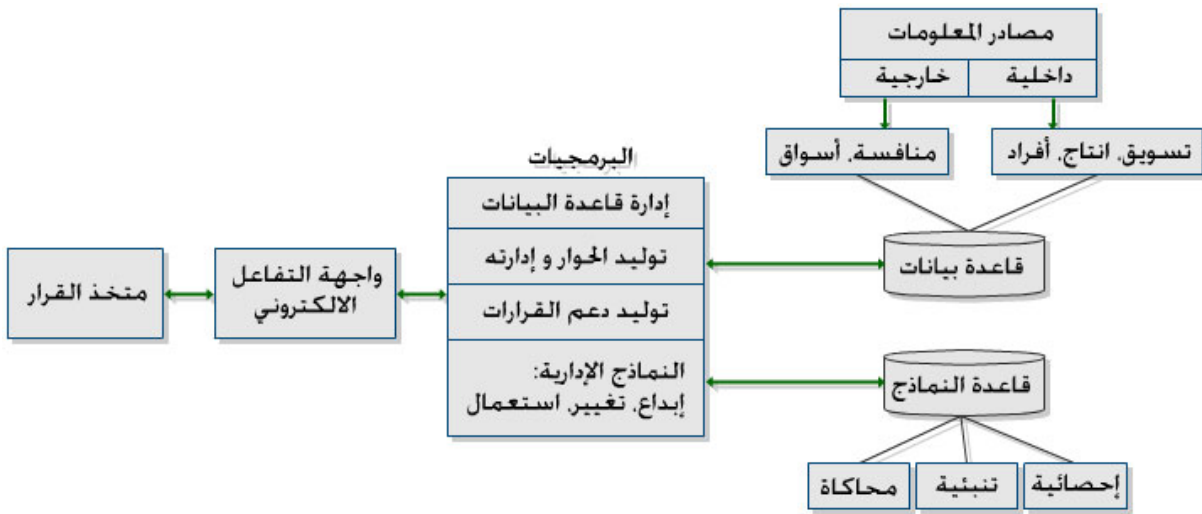 مصادر المعلومات
داخلية
خارجية
تسويق, انتاج, أفراد
منافسة, أسواق
قاعدة بيانات
البرمجيات
إدارة قاعدة البيانات
توليد الحوار و إدارته
توليد دعم القرارات
النماذج الإدارية:
إبداع, تغيير, استعمال
واجهة التفاعل
الالكتروني
متخذ القرار
قاعدة النماذج
إحصائية
تنبئية
محاكاة